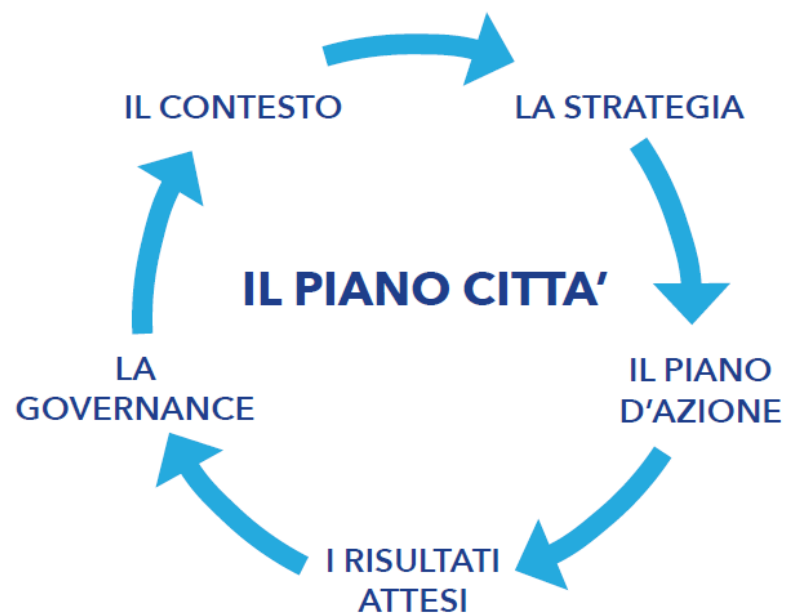 IL CONTESTO
LA STRATEGIA
IL PIANO CITTA'
LA
GOVERNANCE
IL PIANO
D'AZIONE
I RISULTATI
ATTESI